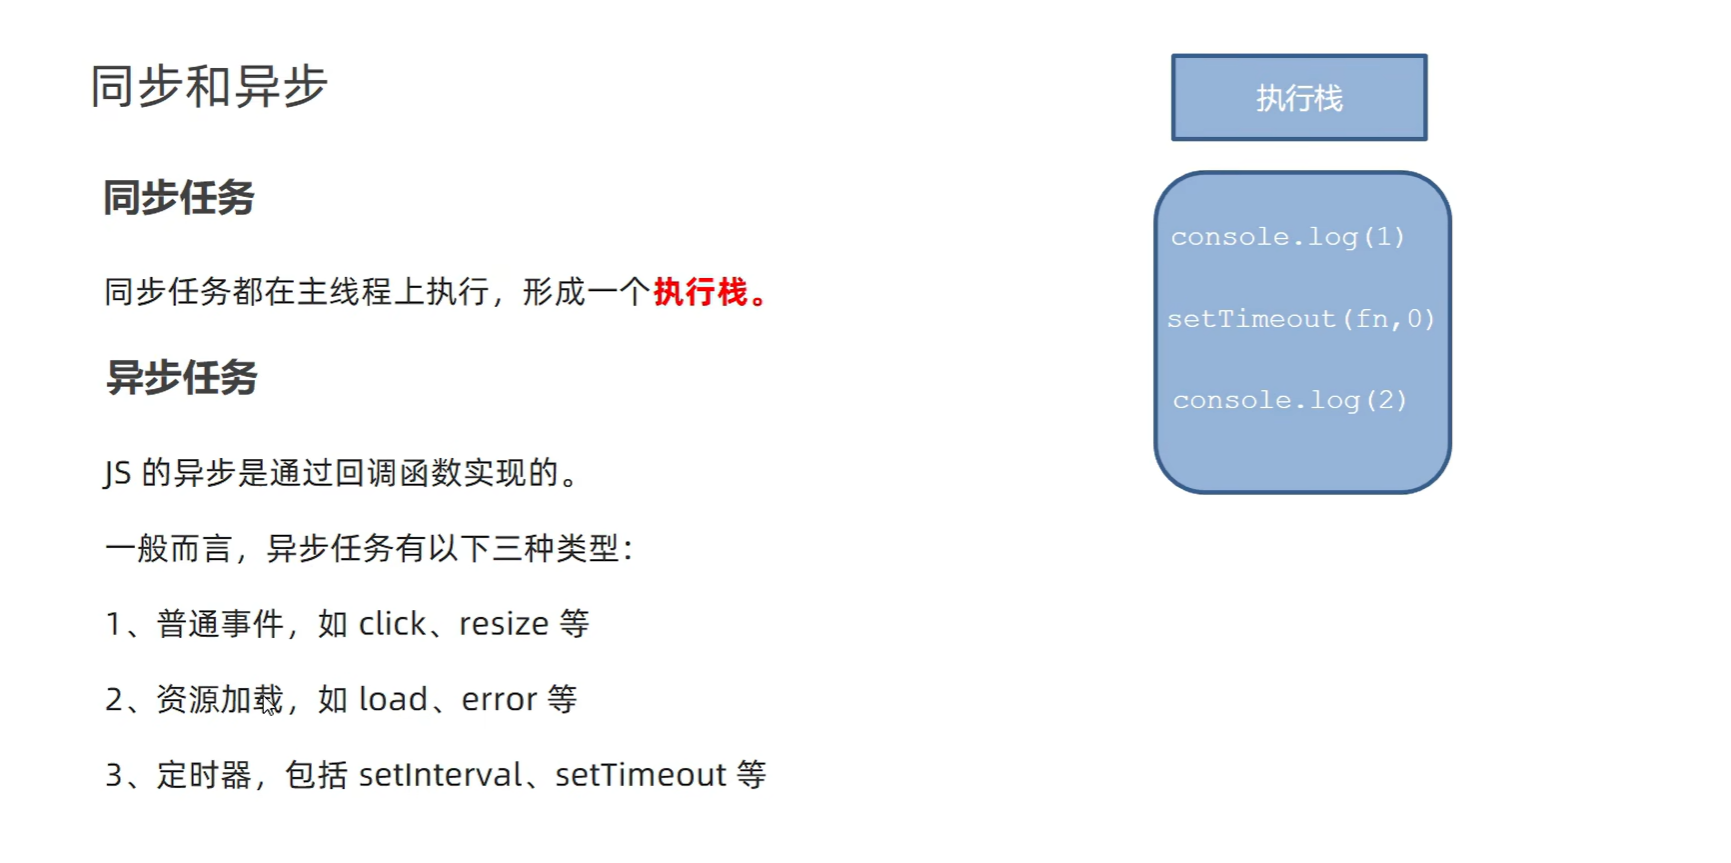 同步和异步
同步任务
同步任务都在主线程上执行，形成一个执行栈。
异步任务
JS 的异步是通过回调函数实现的。
一般而言，异步任务有以下三种类型：
1、普通事件，如 click、resize 等
2、资源加载，如 load、error 等
3、定时器，包括 setInterval、setTimeout 等
执行栈
console.log(1)
setTimeout(fn,0)
console.log(2)